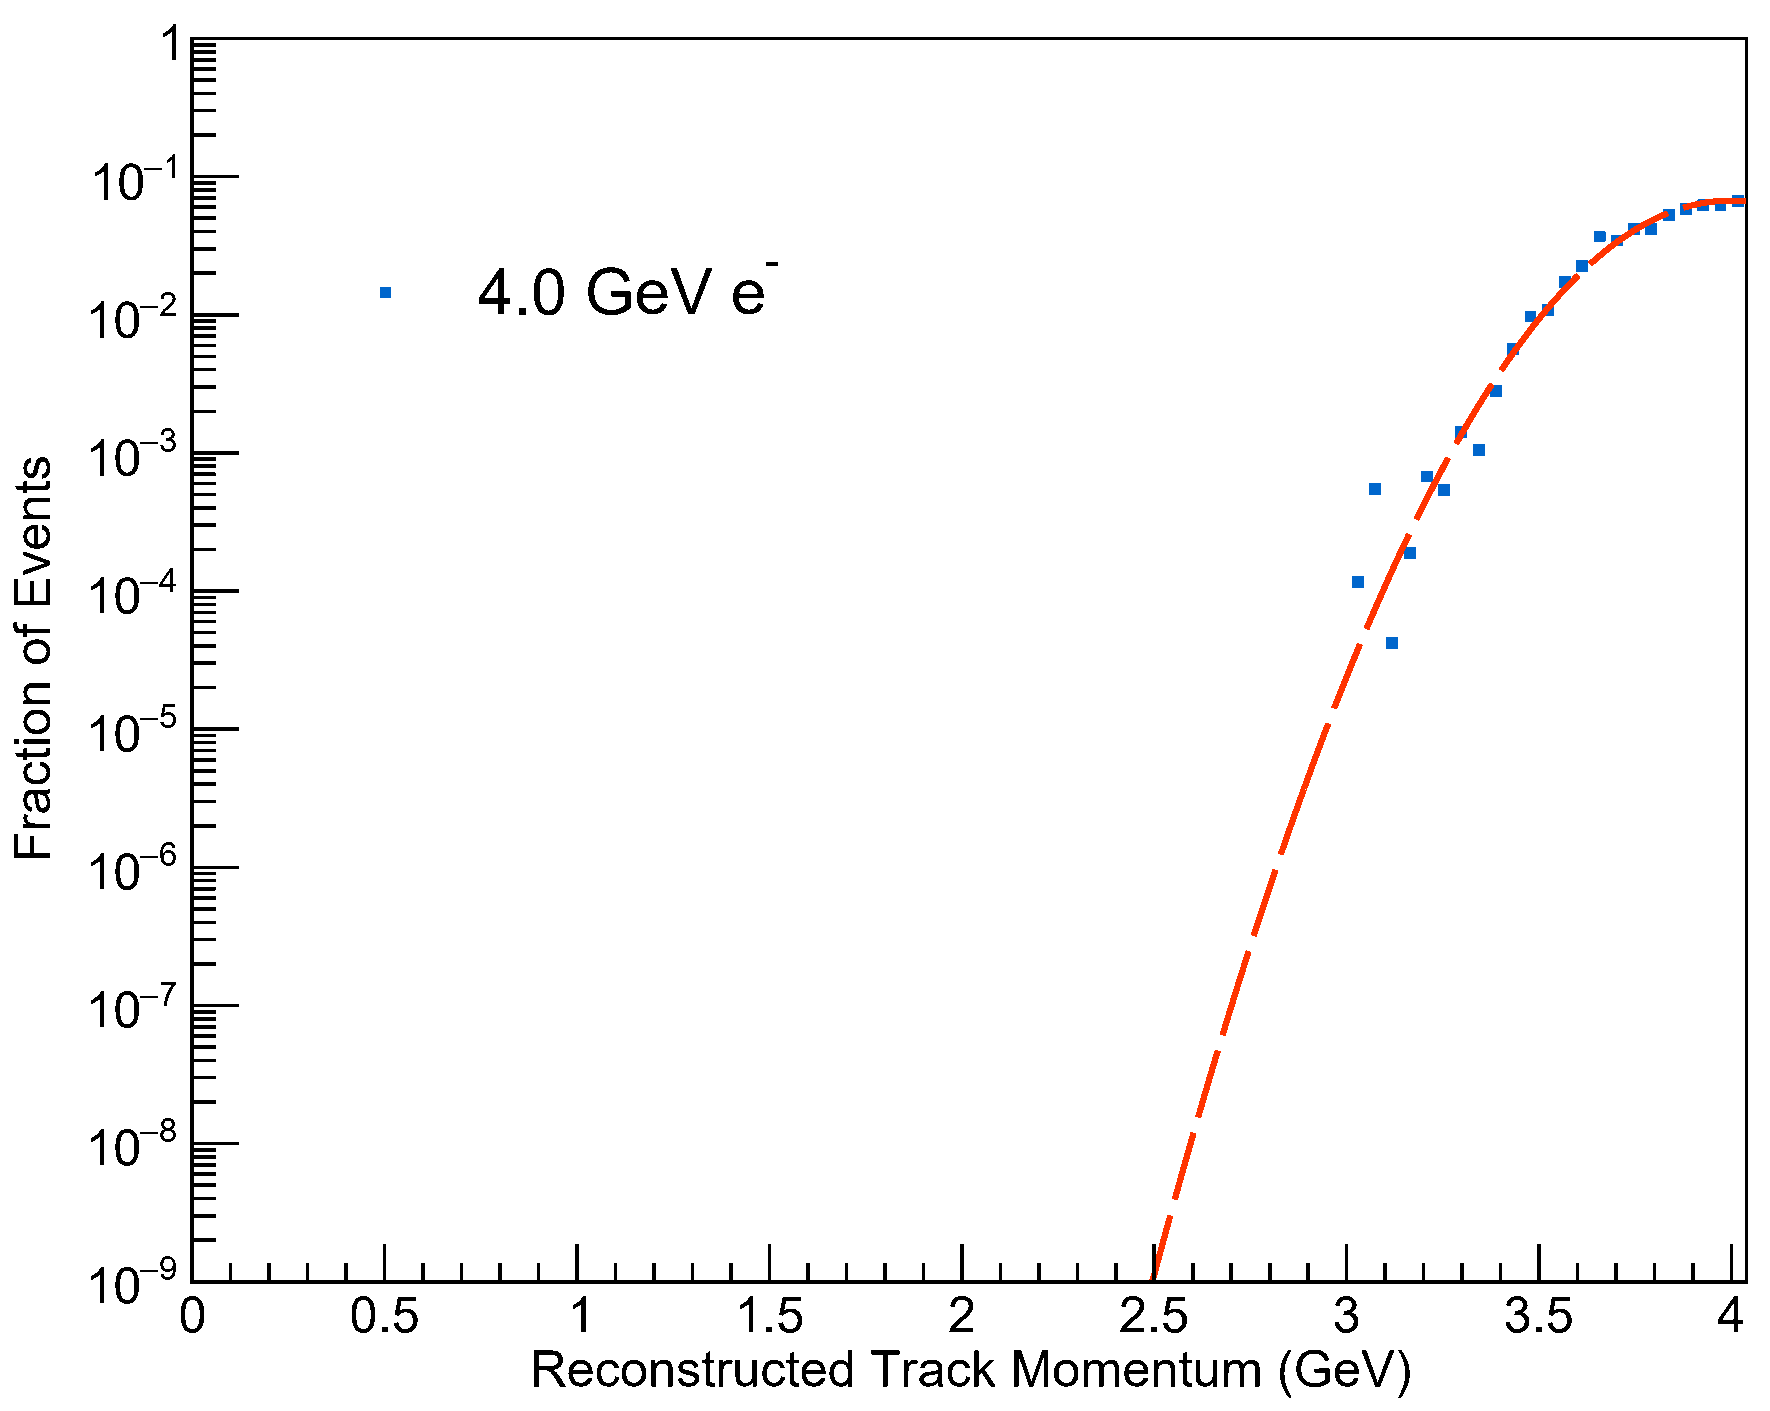 1
10⁻¹
10⁻²
10⁻³
10⁻⁴
10⁻⁵
10⁻⁶
10⁻⁷
10⁻⁸
10⁻⁹
Fraction of Events
4.0 GeV e⁻
0 0.5 1 1.5 2 2.5 3 3.5 4
Reconstructed Track Momentum (GeV)